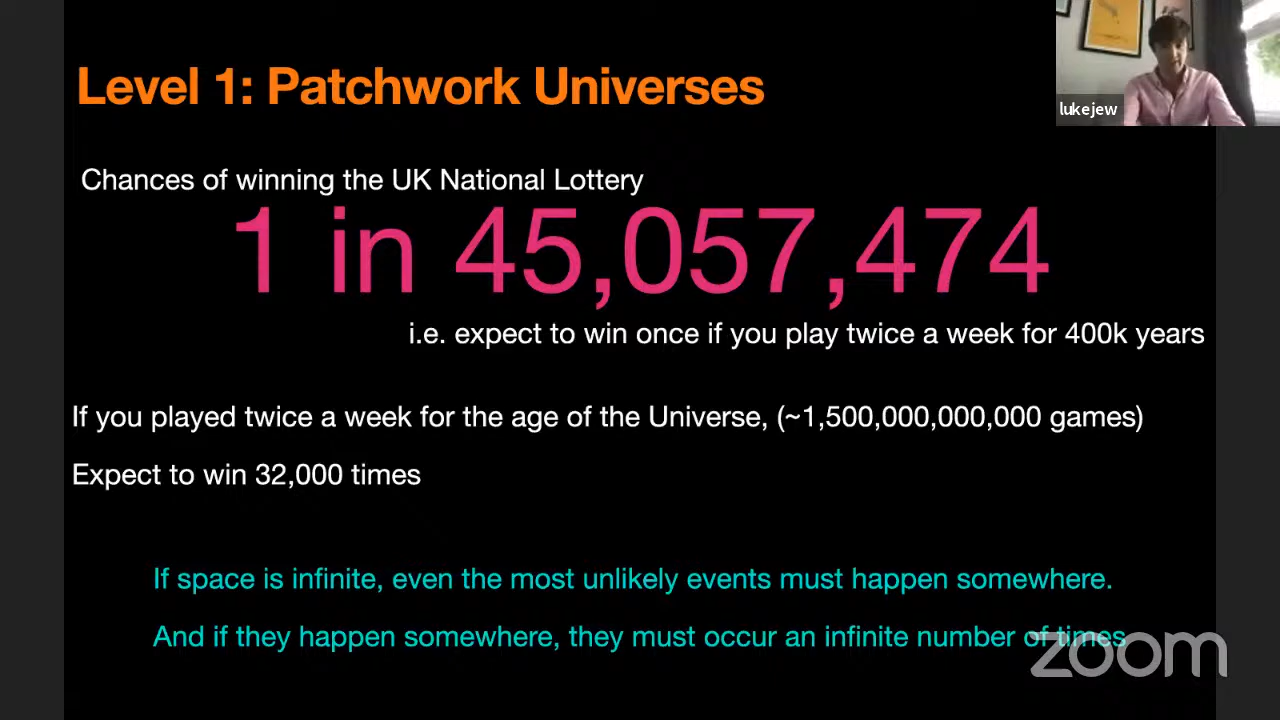 Level 1: Patchwork Universes
lukejew
Chances of winning the UK National Lottery
1 in 45,057,474
i.e. expect to win once if you play twice a week for 400k years
If you played twice a week for the age of the Universe, (~1,500,000,000,000 games)
Expect to win 32,000 times
If space is infinite, even the most unlikely events must happen somewhere.
And if they happen somewhere, they must occur an infinite number of times
zoom